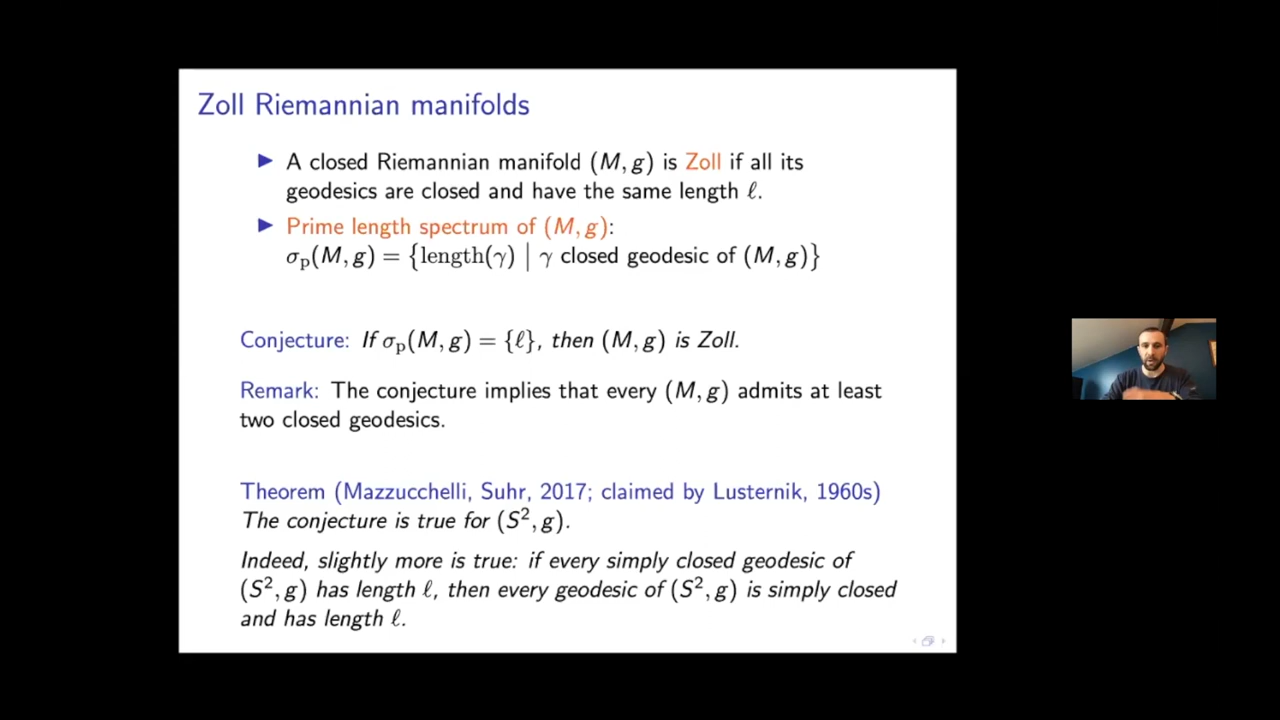 Zoll Riemannian manifolds
▶ A closed Riemannian manifold (M, g) is Zoll if all its
geodesics are closed and have the same length ℓ.
▶ Prime length spectrum of (M, g):
σp(M, g) = {length(γ) | γ closed geodesic of (M, g)}
Conjecture: If σp(M, g) = {ℓ}, then (M, g) is Zoll.
Remark: The conjecture implies that every (M, g) admits at least
two closed geodesics.
Theorem (Mazzucchelli, Suhr, 2017; claimed by Lusternik, 1960s)
The conjecture is true for (S², g).
Indeed, slightly more is true: if every simply closed geodesic of
(S², g) has length ℓ, then every geodesic of (S², g) is simply closed
and has length ℓ.